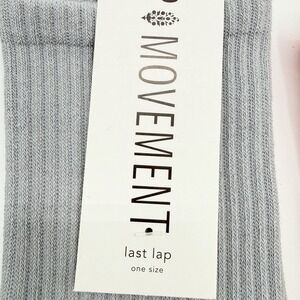 MOVEMENT
last lap
one size